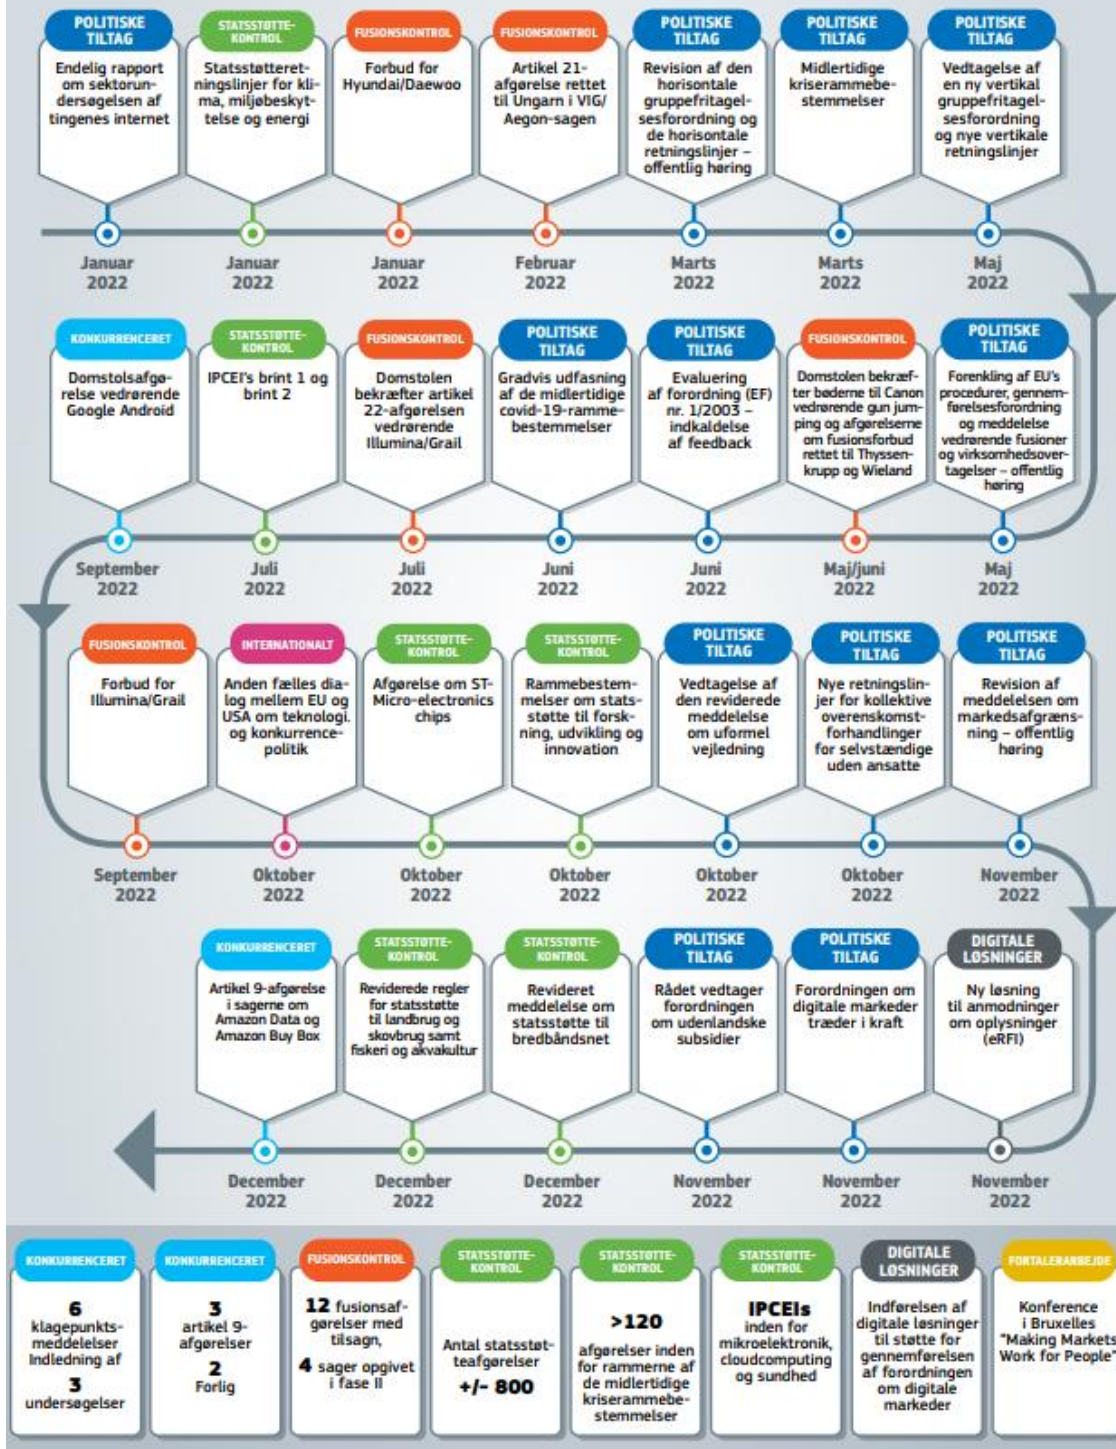 POLITISKE
TILTAG
Endelig rapport
om sektorun-
dersøgelsen af
tingenes internet
Januar
2022
STATSSTØTTE-
KONTROL
Statsstøtteret-
ningslinjer for kli-
ma, miljøbeskyt-
telse og energi
Januar
2022
FUSIONSKONTROL
Forbud for
Hyundai/Daewoo
Januar
2022
FUSIONSKONTROL
Artikel 21-
afgørelse rettet
til Ungarn i VIG/
Aegon-sagen
Februar
2022
POLITISKE
TILTAG
Revision af den
horisontale
gruppefritagel-
sesforordning og
de horisontale
retningslinjer –
offentlig høring
Marts
2022
POLITISKE
TILTAG
Midlertidige
kriserammebe-
stemmelser
Marts
2022
POLITISKE
TILTAG
Vedtagelse af
en ny vertikal
gruppefritagel-
sesforordning
og nye vertikale
retningslinjer
Maj
2022
KONKURRENCERET
Domstolsafgø-
relse vedrørende
Google Android
September
2022
STATSSTØTTE-
KONTROL
IPCEI's brint 1 og
brint 2
Juli
2022
FUSIONSKONTROL
Domstolen
bekræfter artikel
22-afgørelsen
vedrørende
Illumina/Grail
Juli
2022
POLITISKE
TILTAG
Gradvis udfasning
af de midlertidige
covid-19-ramme-
bestemmelser
Juni
2022
POLITISKE
TILTAG
Evaluering
af forordning (EF)
nr. 1/2003 –
indkaldelse
af feedback
Juni
2022
FUSIONSKONTROL
Domstolen bekræf-
ter bøderne til Canon
vedrørende gun jum-
ping og afgørelserne
om fusionsforbud
rettet til Thyssen-
krupp og Wieland
Maj/juni
2022
POLITISKE
TILTAG
Forenkling af EU's
procedurer, gennem-
førelsesforordning
og meddelelse
vedrørende fusioner
og virksomhedsover-
tagelser – offentlig
høring
Maj
2022
FUSIONSKONTROL
Forbud for
Illumina/Grail
September
2022
INTERNATIONALT
Anden fælles dia-
log mellem EU og
USA om teknologi.
og konkurrence-
politik
Oktober
2022
STATSSTØTTE-
KONTROL
Afgørelse om ST-
Micro-electronics
chips
Oktober
2022
STATSSTØTTE-
KONTROL
Rammebestem-
melser om stats-
støtte til forsk-
ning, udvikling og
innovation
Oktober
2022
POLITISKE
TILTAG
Vedtagelse af
den reviderede
meddelelse
om uformel
vejledning
Oktober
2022
POLITISKE
TILTAG
Nye retningslin-
jer for kollektive
overenskomst-
forhandlinger
for selvstændige
uden ansatte
Oktober
2022
POLITISKE
TILTAG
Revision af
meddelelsen om
markedsafgræns-
ning – offentlig
høring
November
2022
KONKURRENCERET
Artikel 9-afgørelse
i sagerne om
Amazon Data og
Amazon Buy Box
December
2022
STATSSTØTTE-
KONTROL
Reviderede regler
for statsstøtte
til landbrug og
skovbrug samt
fiskeri og akvakultur
December
2022
STATSSTØTTE-
KONTROL
Revideret
meddelelse om
statsstøtte til
bredbåndsnet
December
2022
POLITISKE
TILTAG
Rådet vedtager
forordningen
om udenlandske
subsidier
November
2022
POLITISKE
TILTAG
Forordningen om
digitale markeder
træder i kraft
November
2022
DIGITALE
LØSNINGER
Ny løsning
til anmodninger
om oplysninger
(eRFI)
November
2022
KONKURRENCERET
6
klagepunkts-
meddelelser
Indledning af
3
undersøgelser
KONKURRENCERET
3
artikel 9-
afgørelser
2
Forlig
FUSIONSKONTROL
12 fusionsaf-
gørelser med
tilsagn,
4 sager opgivet
i fase II
STATSSTØTTE-
KONTROL
Antal statsstøt-
teafgørelser
+/- 800
STATSSTØTTE-
KONTROL
>120
afgørelser inden
for rammerne af
de midlertidige
kriserammebe-
stemmelser
STATSSTØTTE-
KONTROL
IPCEIs
inden for
mikroelektronik,
cloudcomputing
og sundhed
DIGITALE
LØSNINGER
Indførelsen af
digitale løsninger
til støtte for
gennemførelsen
af forordningen
om digitale
markeder
FORTALERARBEJDE
Konference
i Bruxelles
"Making Markets
Work for People"